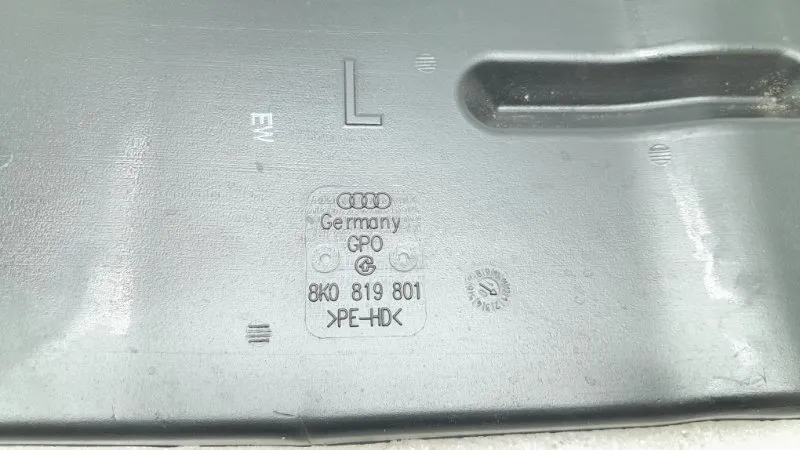 L
EW
Germany
GPO
8K0 819 801
>PE-HD<